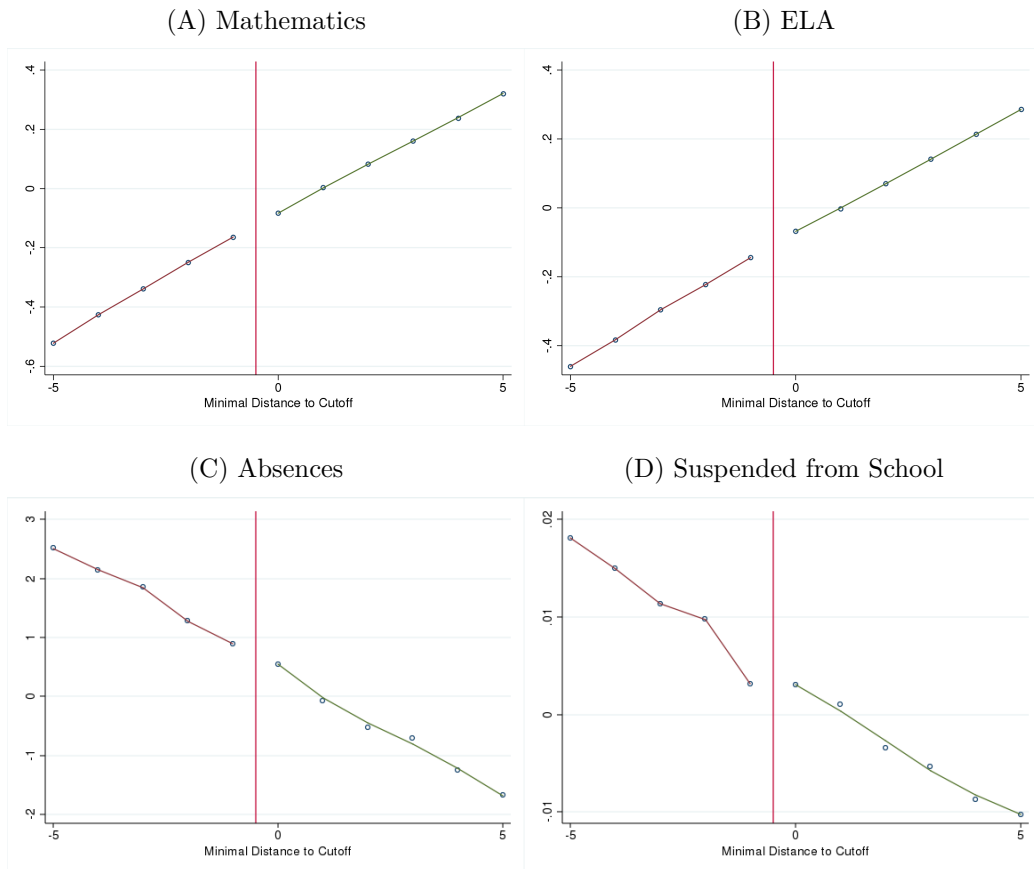 (A) Mathematics
.4
.2
0
-.2
-.4
-.6
-5 0 5
Minimal Distance to Cutoff
(B) ELA
.4
.2
0
-.2
-.4
-5 0 5
Minimal Distance to Cutoff
(C) Absences
3
2
1
0
-1
-2
-5 0 5
Minimal Distance to Cutoff
(D) Suspended from School
.02
.01
0
-.01
-5 0 5
Minimal Distance to Cutoff